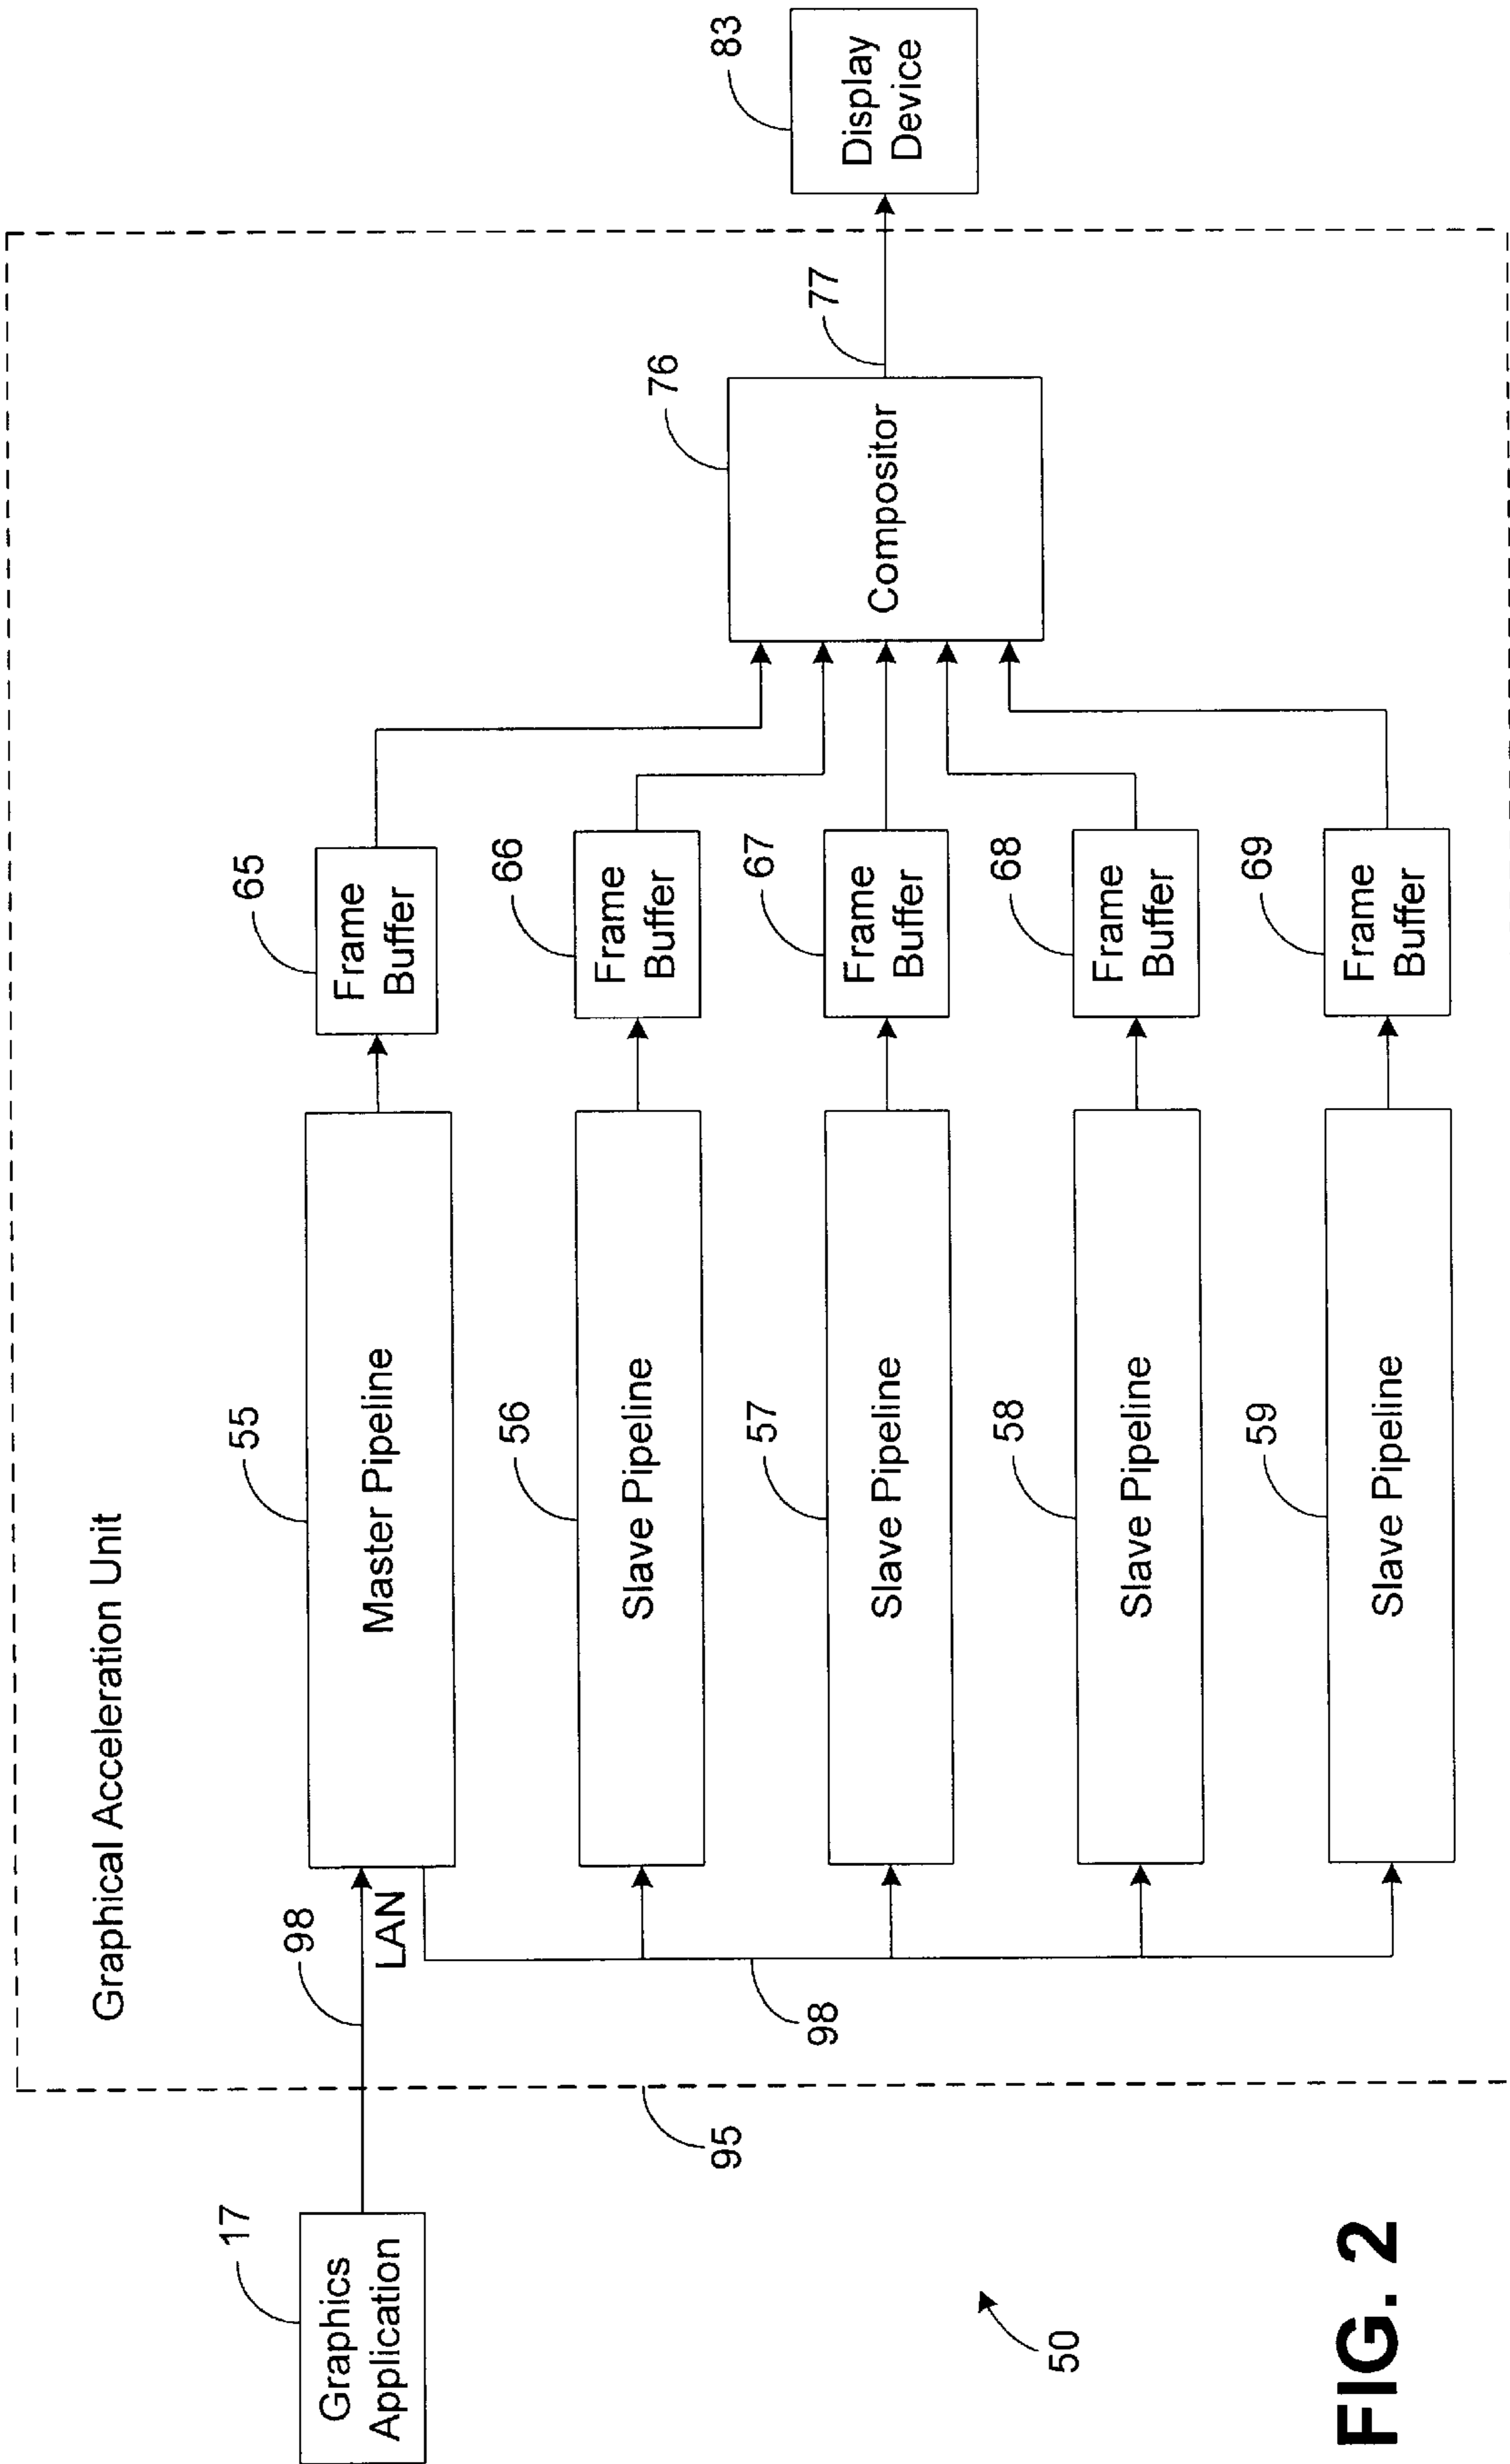 Graphical Acceleration Unit
17
Graphics
Application
98
LAN
98
95
50
55
Master Pipeline
65
Frame
Buffer
56
Slave Pipeline
66
Frame
Buffer
57
Slave Pipeline
67
Frame
Buffer
58
Slave Pipeline
68
Frame
Buffer
59
Slave Pipeline
69
Frame
Buffer
76
Compositor
77
83
Display
Device
FIG. 2